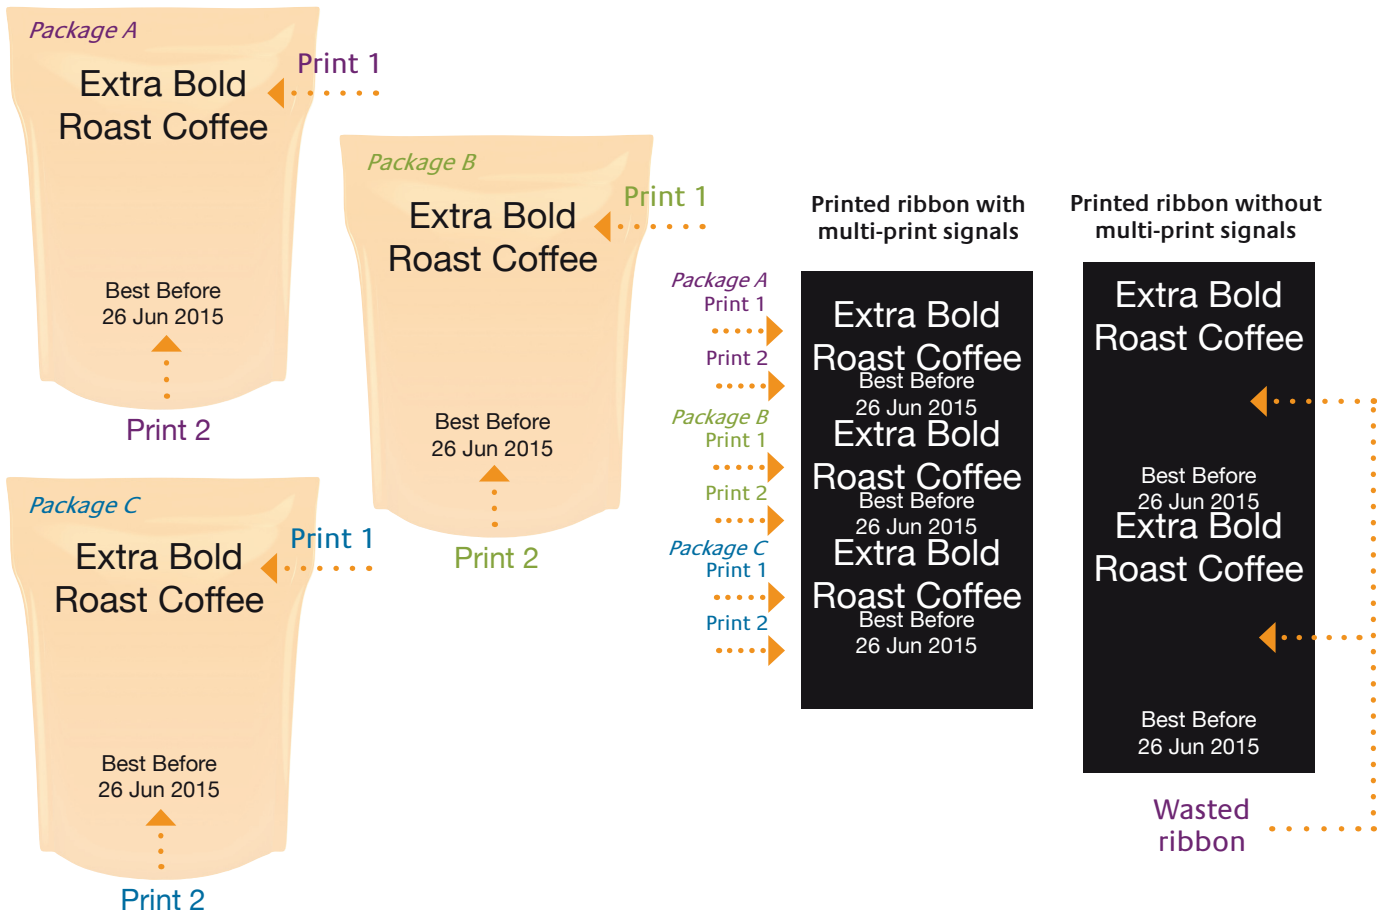 Package A
Print 1
Extra Bold
Roast Coffee
Best Before
26 Jun 2015
Print 2
Package B
Print 1
Extra Bold
Roast Coffee
Best Before
26 Jun 2015
Print 2
Package C
Print 1
Extra Bold
Roast Coffee
Best Before
26 Jun 2015
Print 2
Printed ribbon with
multi-print signals
Package A
Print 1
Print 2
Package B
Print 1
Print 2
Package C
Print 1
Print 2
Extra Bold
Roast Coffee
Best Before
26 Jun 2015
Extra Bold
Roast Coffee
Best Before
26 Jun 2015
Extra Bold
Roast Coffee
Best Before
26 Jun 2015
Printed ribbon without
multi-print signals
Extra Bold
Roast Coffee
Best Before
26 Jun 2015
Extra Bold
Roast Coffee
Best Before
26 Jun 2015
Wasted
ribbon